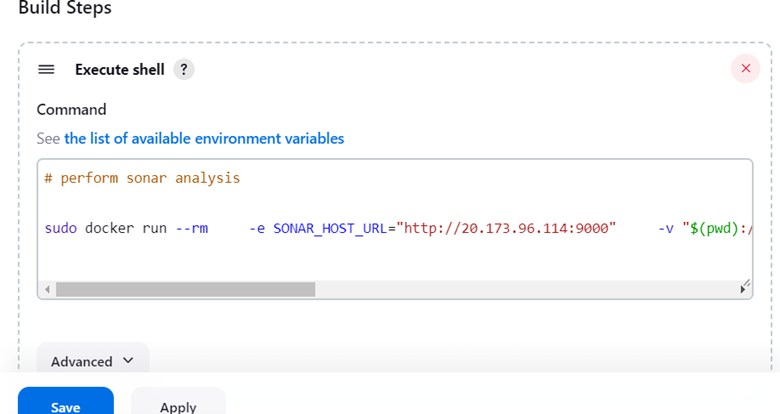 Build Steps
Execute shell ?
Command
See the list of available environment variables
# perform sonar analysis
sudo docker run --rm     -e SONAR_HOST_URL="http://20.173.96.114:9000"     -v "$(pwd):/
Advanced
Save Apply